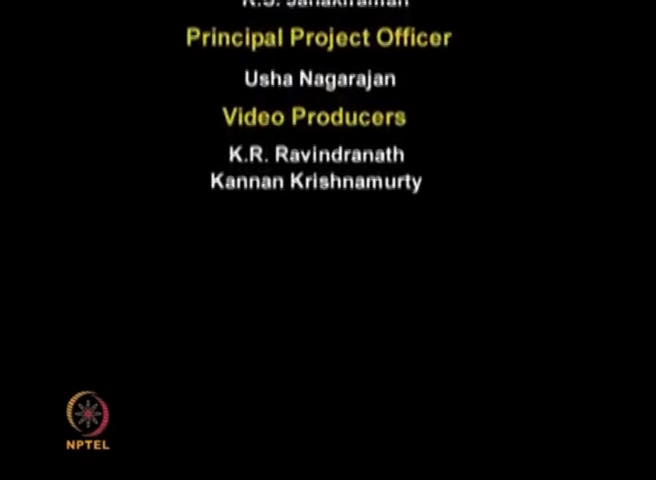 Principal Project Officer
Usha Nagarajan
Video Producers
K.R. Ravindranath
Kannan Krishnamurty
NPTEL